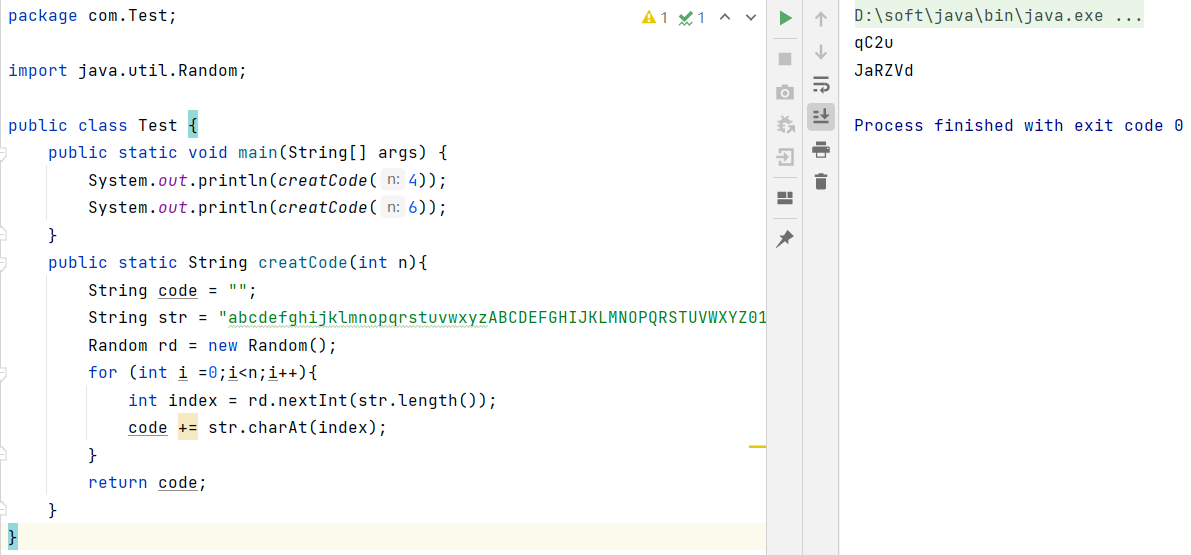 package com.Test;
1 1
import java.util.Random;
public class Test {
public static void main(String[] args) {
System.out.println(creatCode( n: 4));
System.out.println(creatCode( n: 6));
}
public static String creatCode(int n){
String code = "";
String str = "abcdefghijklmnopqrstuvwxyzABCDEFGHIJKLMNOPQRSTUVWXYZ01
Random rd = new Random();
for (int i =0;i<n;i++){
int index = rd.nextInt(str.length());
code += str.charAt(index);
}
return code;
}
}
D:\soft\java\bin\java.exe ...
qC2u
JaRZVd
Process finished with exit code 0